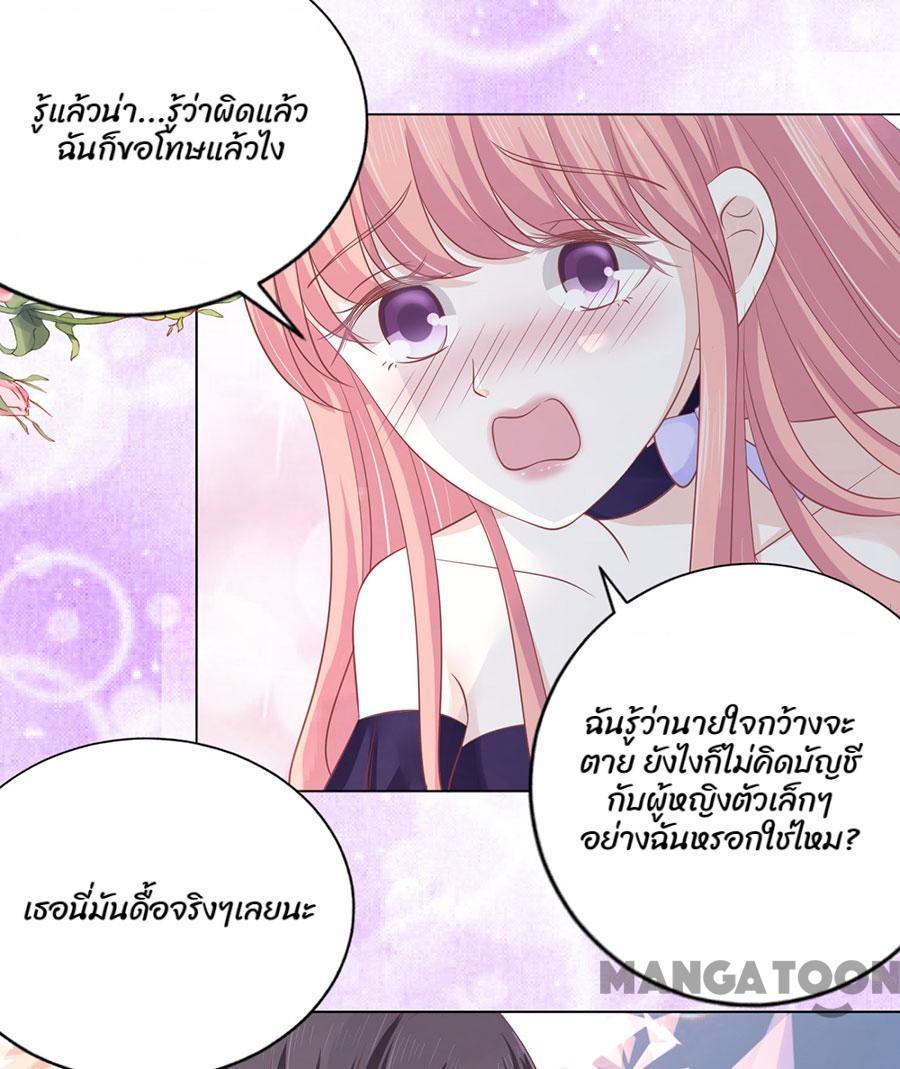 รู้แล้วน่า...รู้ว่าผิดแล้ว
ฉันก็ขอโทษแล้วไง
ฉันรู้ว่านายใจกว้างจะ
ตาย ยังไงก็ไม่คิดบัญชี
กับผู้หญิงตัวเล็กๆ
อย่างฉันหรอกใช่ไหม?
เธอนี่มันดื้อจริงๆเลยนะ
MANGATOON